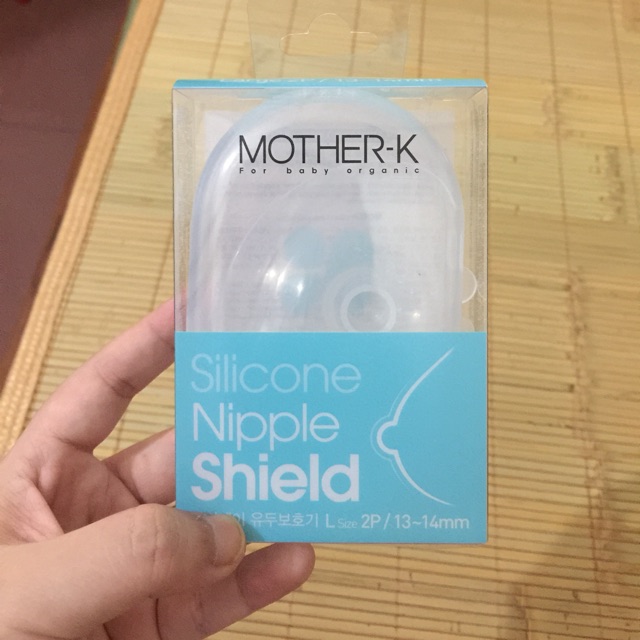 MOTHER-K
For baby organic
Silicone
Nipple
Shield
유두보호기 L Size 2P / 13~14mm